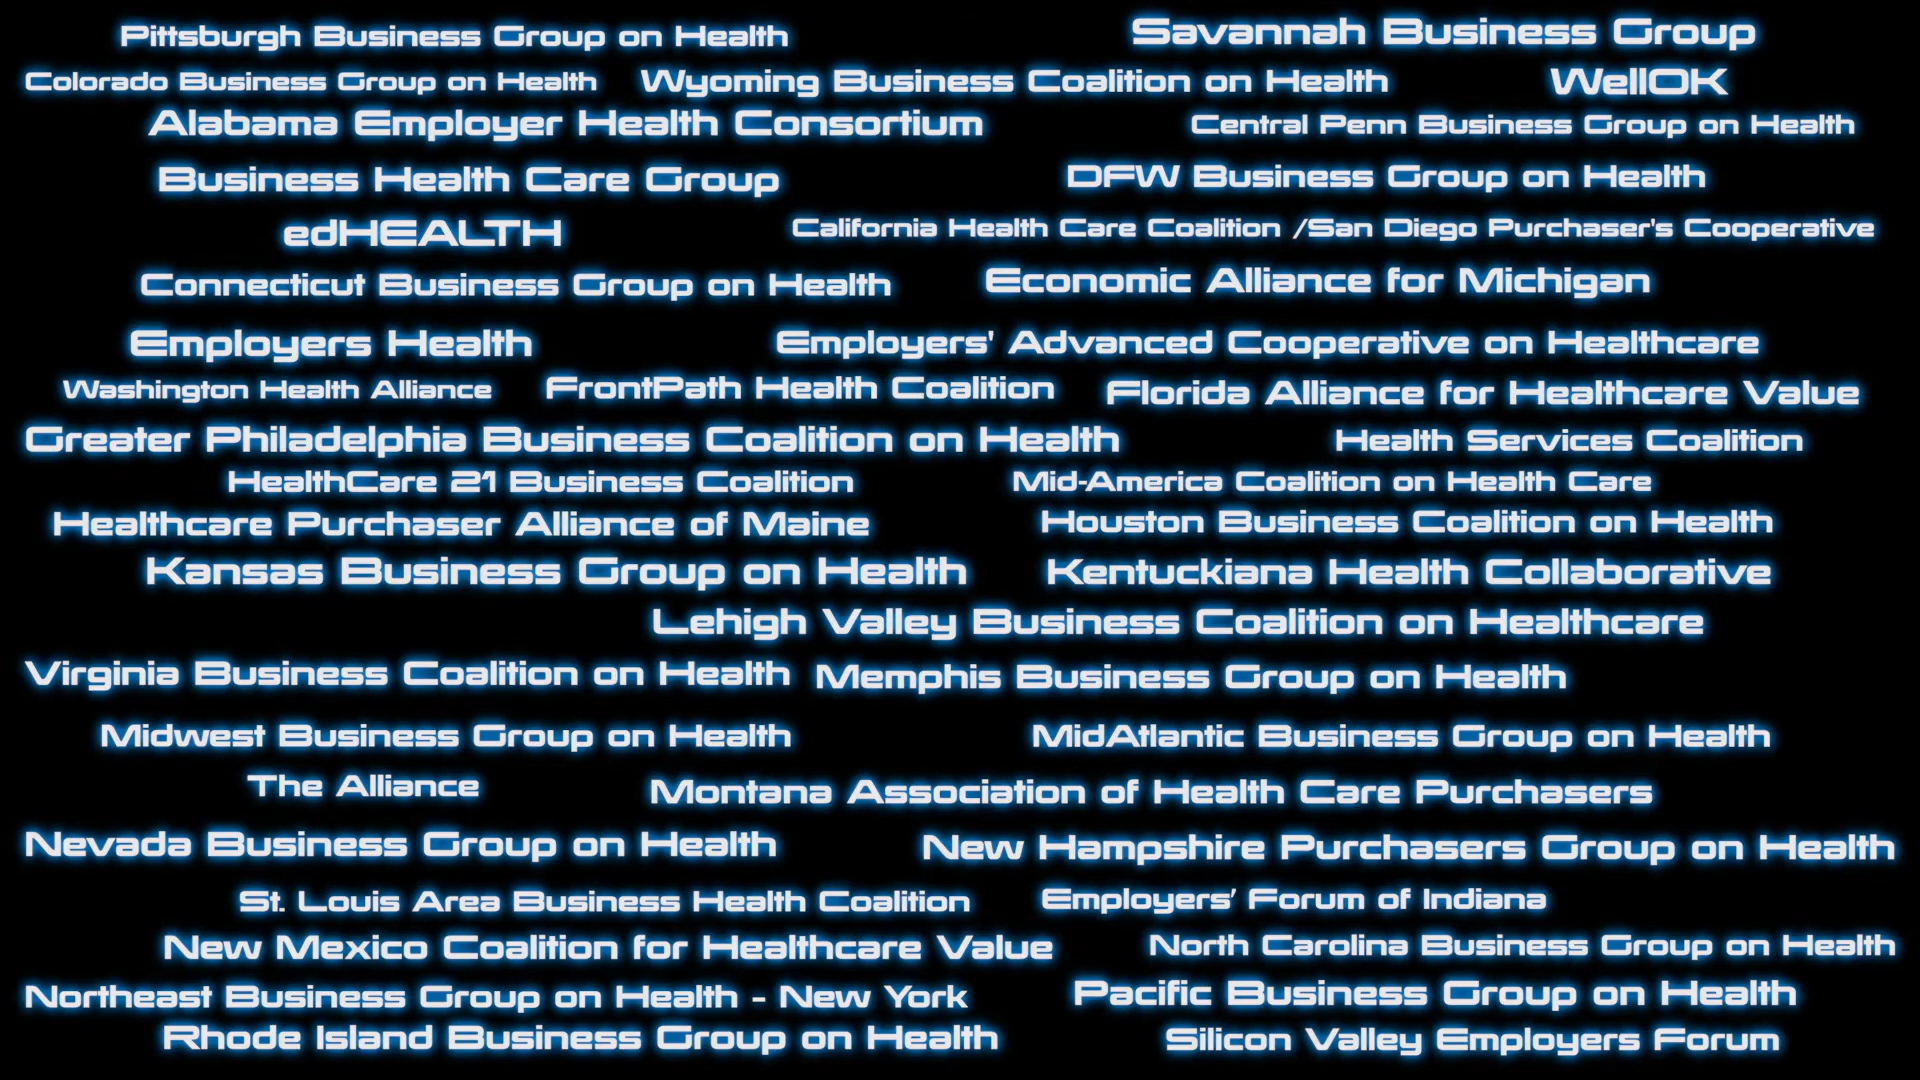 Pittsburgh Business Group on Health
Savannah Business Group
Colorado Business Group on Health
Wyoming Business Coalition on Health
WellOK
Alabama Employer Health Consortium
Central Penn Business Group on Health
Business Health Care Group
DFW Business Group on Health
edHEALTH
California Health Care Coalition /San Diego Purchaser's Cooperative
Connecticut Business Group on Health
Economic Alliance for Michigan
Employers Health
Employers' Advanced Cooperative on Healthcare
Washington Health Alliance
FrontPath Health Coalition
Florida Alliance for Healthcare Value
Greater Philadelphia Business Coalition on Health
Health Services Coalition
HealthCare 21 Business Coalition
Mid-America Coalition on Health Care
Healthcare Purchaser Alliance of Maine
Houston Business Coalition on Health
Kansas Business Group on Health
Kentuckiana Health Collaborative
Lehigh Valley Business Coalition on Healthcare
Virginia Business Coalition on Health
Memphis Business Group on Health
Midwest Business Group on Health
MidAtlantic Business Group on Health
The Alliance
Montana Association of Health Care Purchasers
Nevada Business Group on Health
New Hampshire Purchasers Group on Health
St. Louis Area Business Health Coalition
Employers’ Forum of Indiana
New Mexico Coalition for Healthcare Value
North Carolina Business Group on Health
Northeast Business Group on Health - New York
Pacific Business Group on Health
Rhode Island Business Group on Health
Silicon Valley Employers Forum